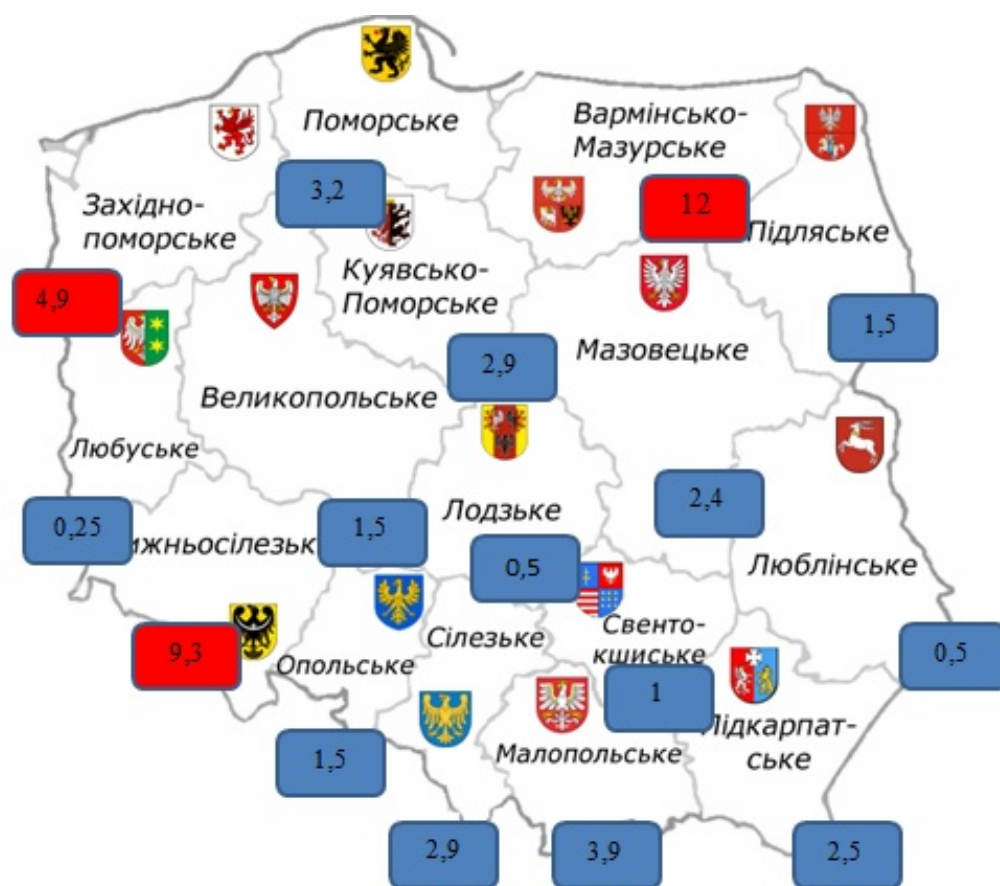 Поморське
Вармінсько-
Мазурське
3,2
12
Західно-
поморське
Підляське
Куявсько-
Поморське
4,9
1,5
2,9
Мазовецьке
Великопольське
Любуське
0,25
1,5
Лодзьке
2,4
ижньосілезьк
0,5
Люблінське
Свенто-
кшиське
Сілезьке
9,3
Опольське
0,5
1
Підкарпат-
ське
Малопольське
1,5
2,9
3,9
2,5